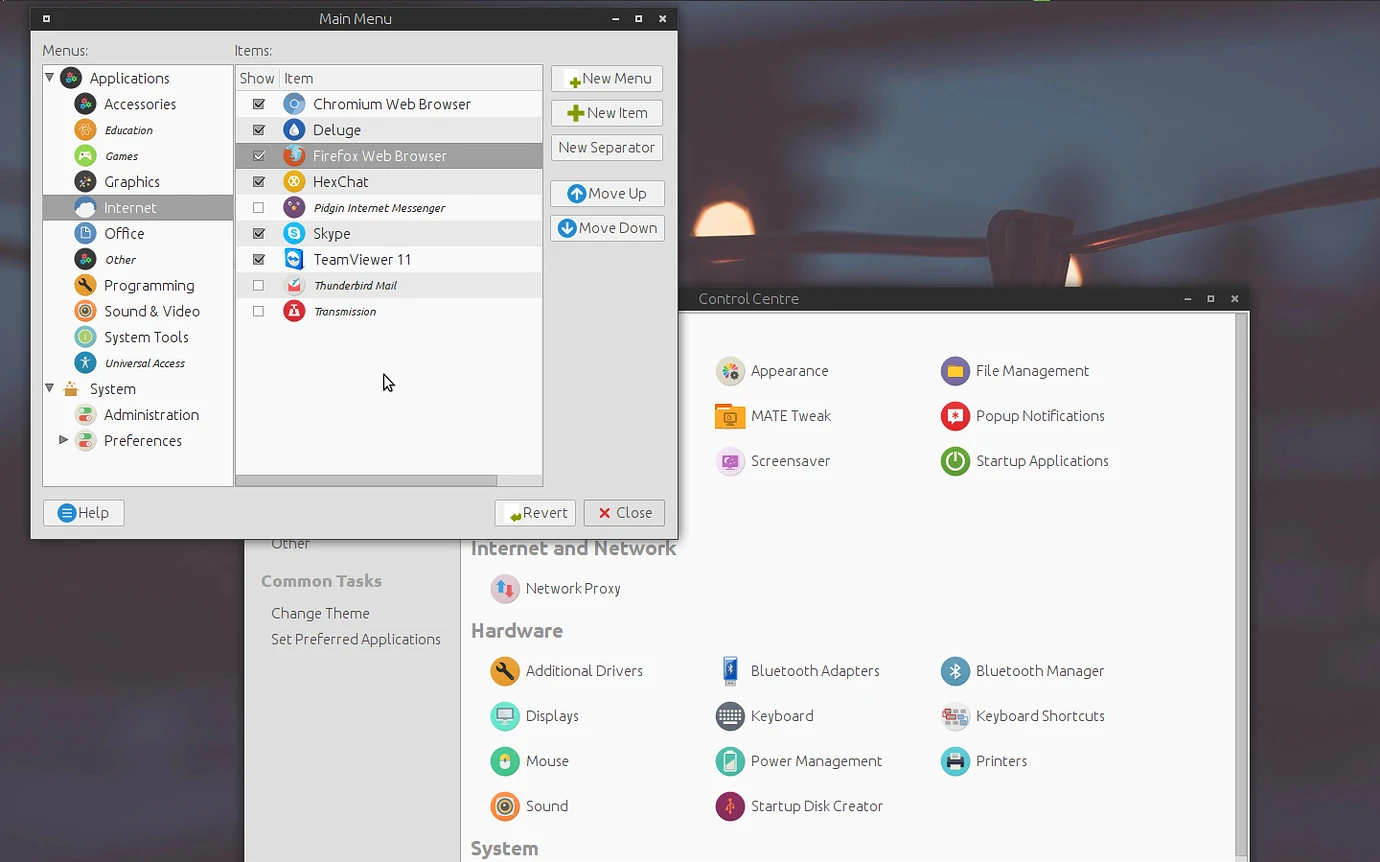 Main Menu
Menus:
Items:
Applications
Accessories
Education
Games
Graphics
Internet
Office
Other
Programming
Sound & Video
System Tools
Universal Access
System
Administration
Preferences
Show Item
Chromium Web Browser
Deluge
Firefox Web Browser
HexChat
Pidgin Internet Messenger
Skype
TeamViewer 11
Thunderbird Mail
Transmission
New Menu
New Item
New Separator
Move Up
Move Down
Help
Revert
Close
Control Centre
Appearance
File Management
MATE Tweak
Popup Notifications
Screensaver
Startup Applications
Other
Common Tasks
Change Theme
Set Preferred Applications
Internet and Network
Network Proxy
Hardware
Additional Drivers
Bluetooth Adapters
Bluetooth Manager
Displays
Keyboard
Keyboard Shortcuts
Mouse
Power Management
Printers
Sound
Startup Disk Creator
System